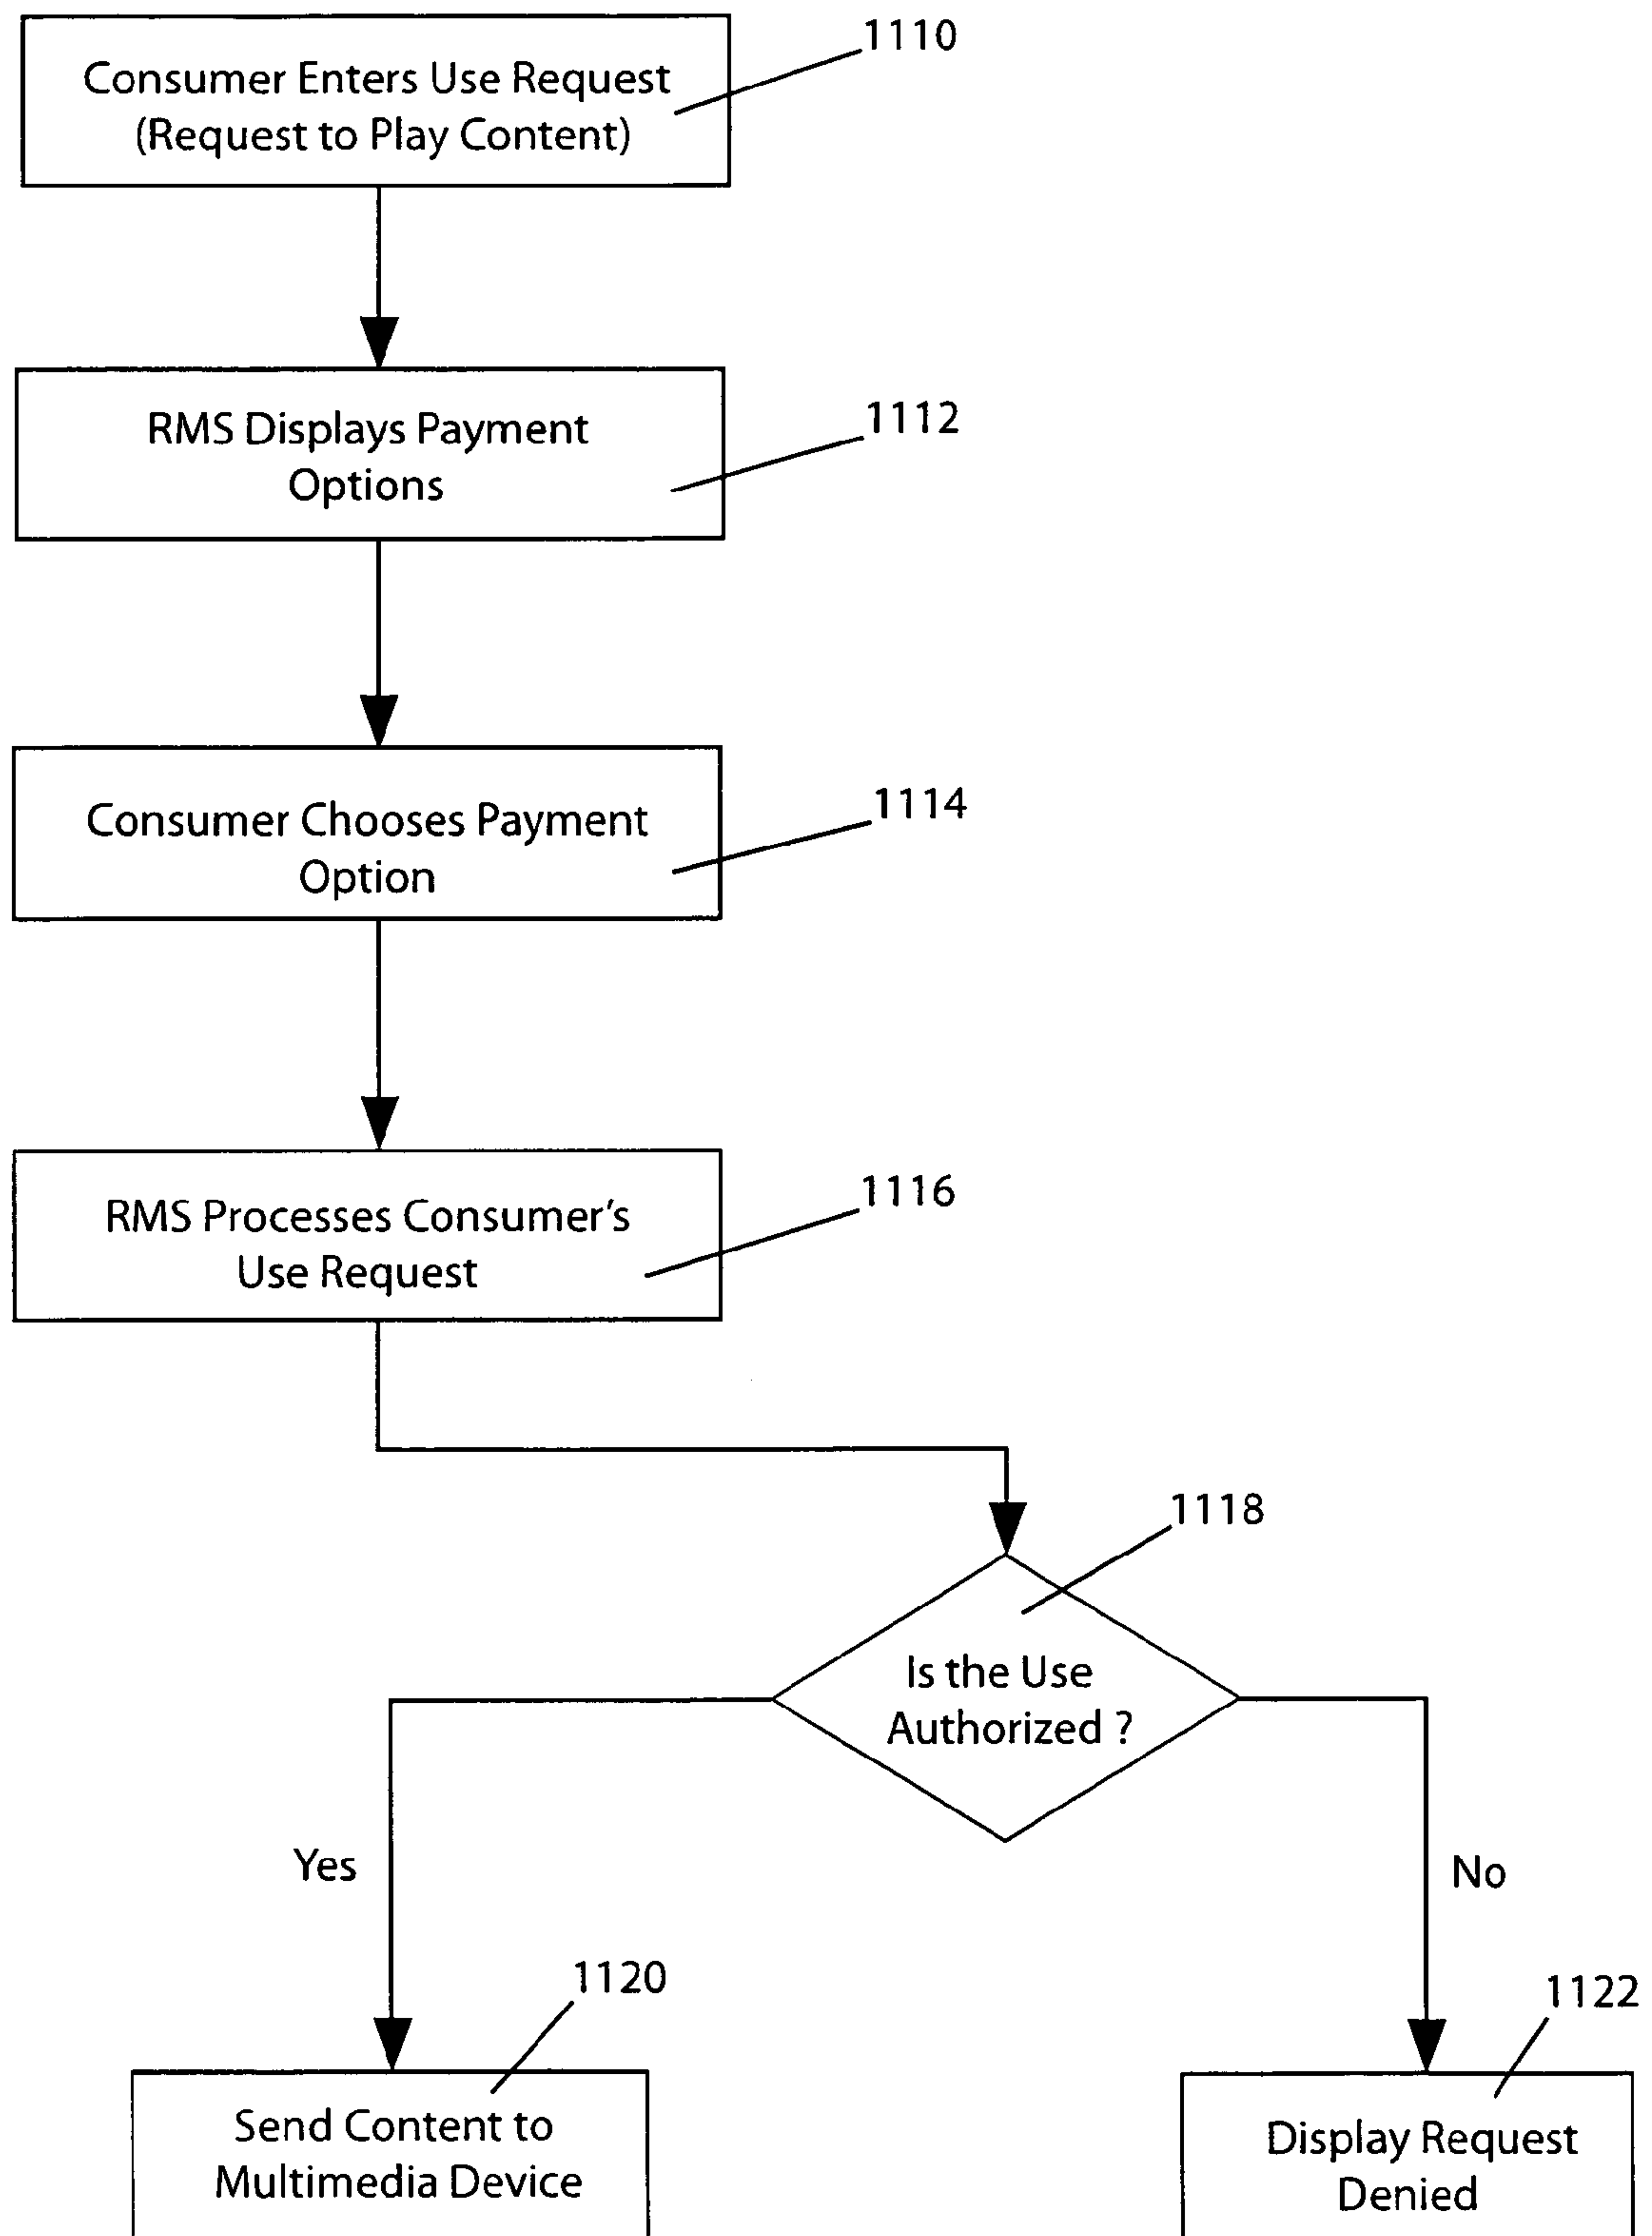 1110
Consumer Enters Use Request
(Request to Play Content)
1112
RMS Displays Payment
Options
1114
Consumer Chooses Payment
Option
1116
RMS Processes Consumer's
Use Request
1118
Is the Use
Authorized ?
Yes
No
1120
1122
Send Content to
Multimedia Device
Display Request
Denied